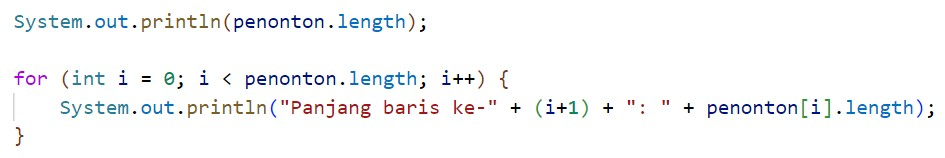 System.out.println(penonton.length);
for (int i = 0; i < penonton.length; i++) {
System.out.println("Panjang baris ke-" + (i+1) + ": " + penonton[i].length);
}